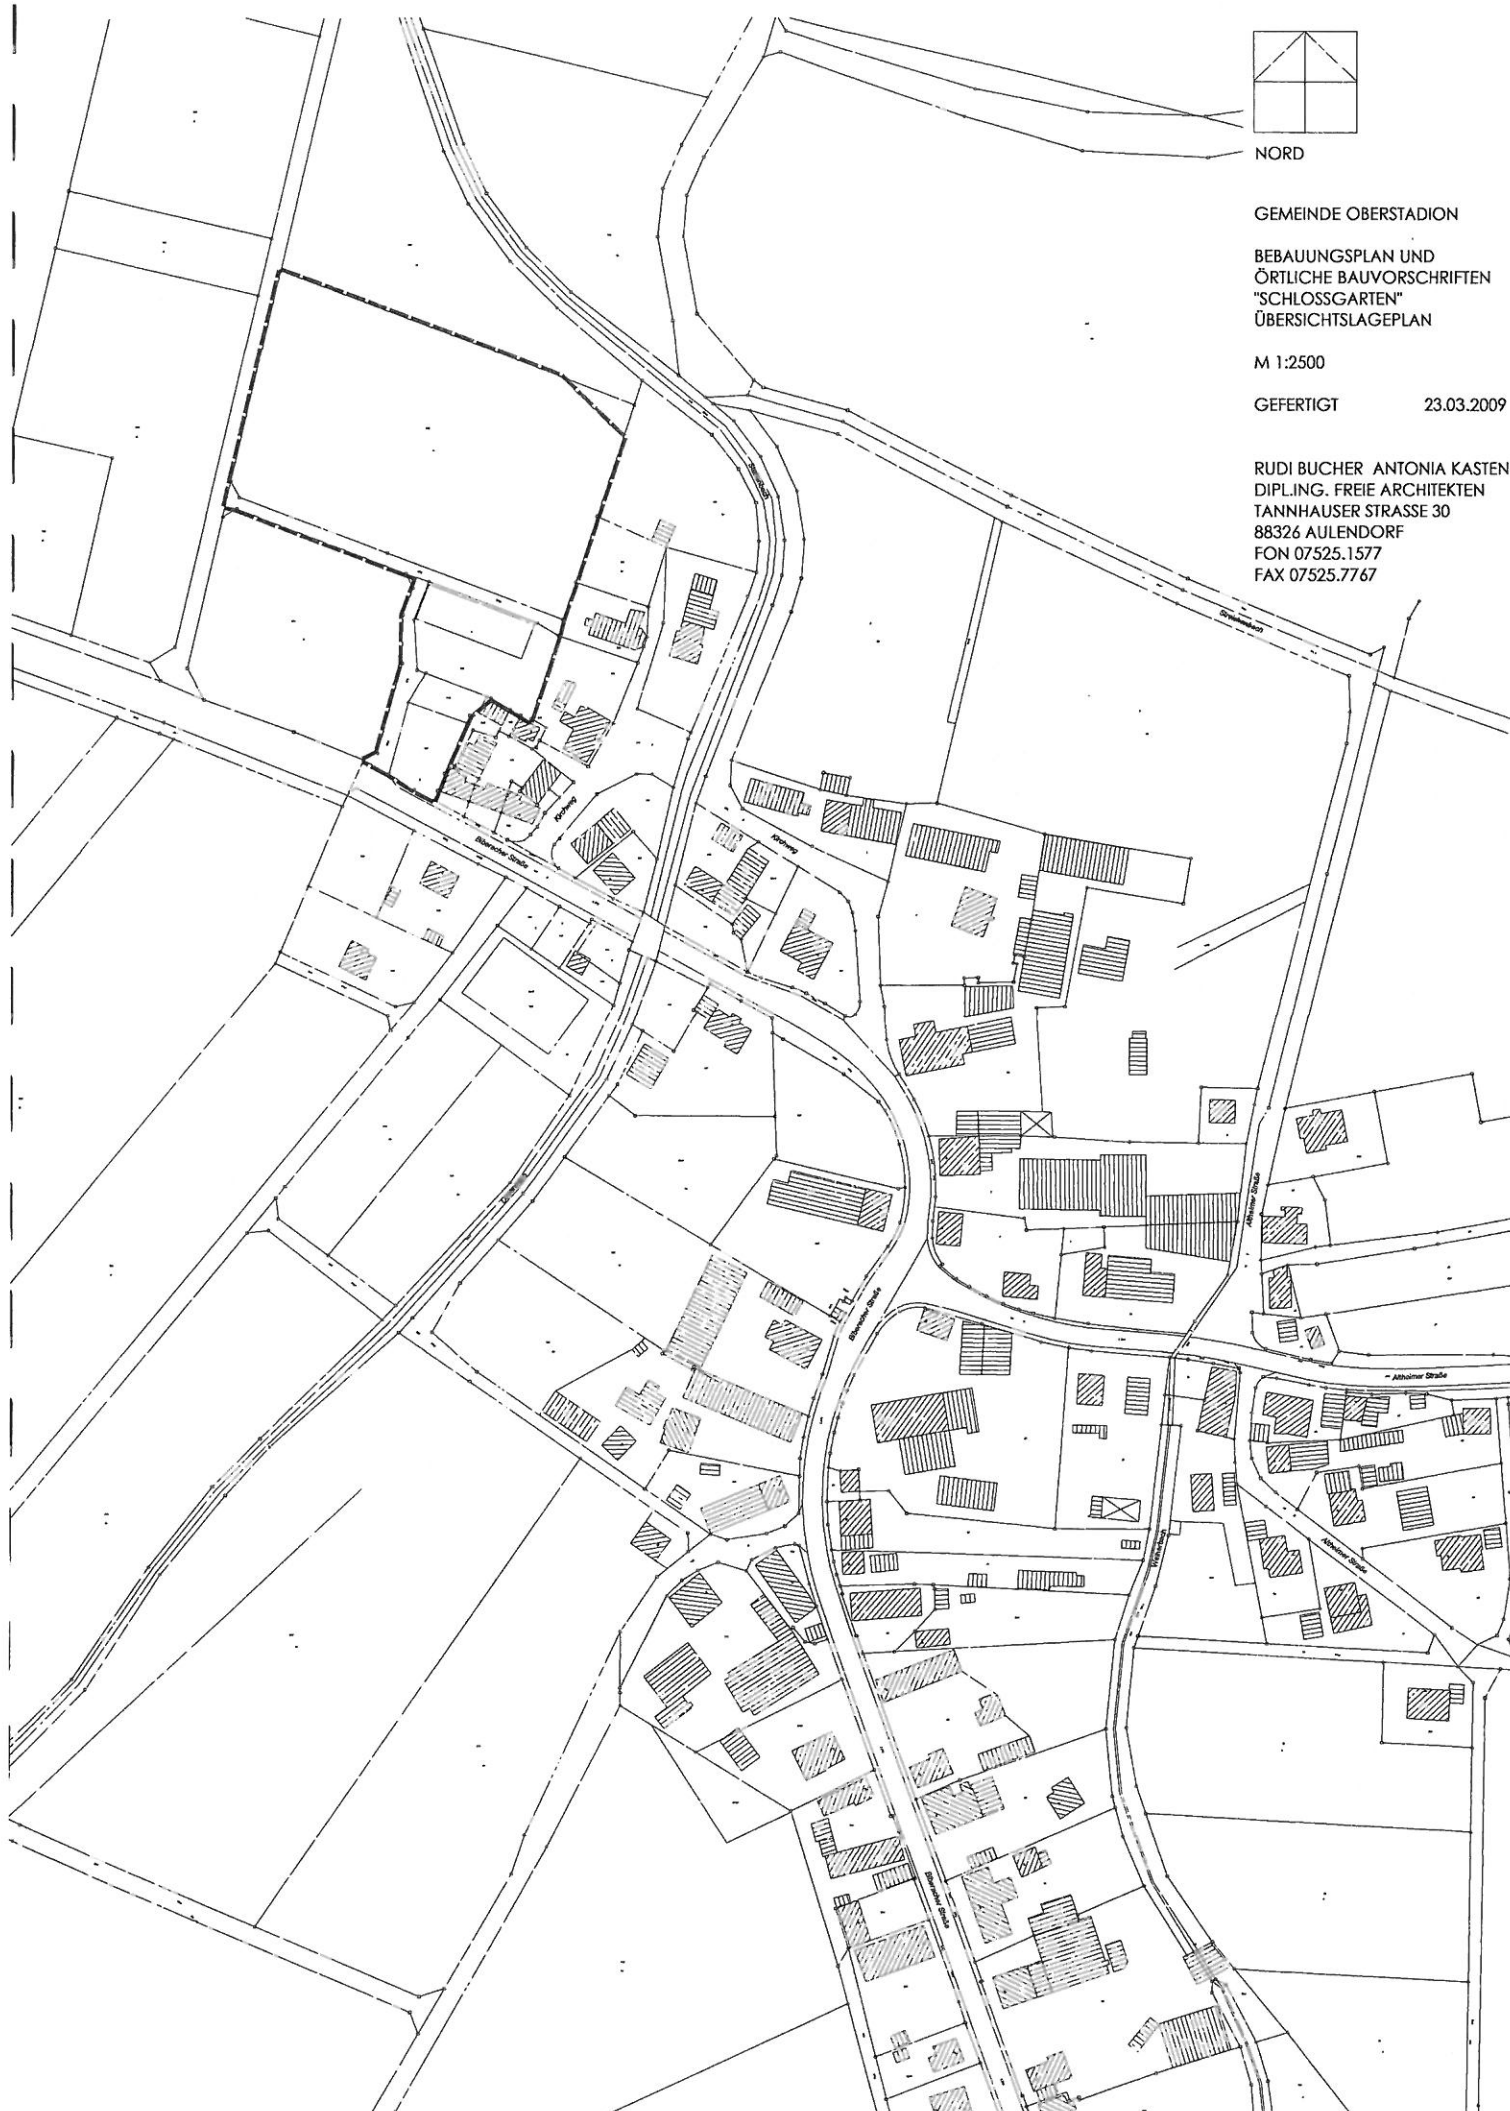 NORD
GEMEINDE OBERSTADION
BEBAUUNGSPLAN UND
ÖRTLICHE BAUVORSCHRIFTEN
"SCHLOSSGARTEN"
ÜBERSICHTSLAGEPLAN
M 1:2500
GEFERTIGT 23.03.2009
RUDI BUCHER ANTONIA KASTEN
DIPL.ING. FREIE ARCHITEKTEN
TANNHAUSER STRASSE 30
88326 AULENDORF
FON 07525.1577
FAX 07525.7767
Kirchweg
Biberacher Straße
Kirchweg
Altheimer Straße
Biberacher Straße
Altheimer Straße
Altheimer Straße
Biberacher Straße